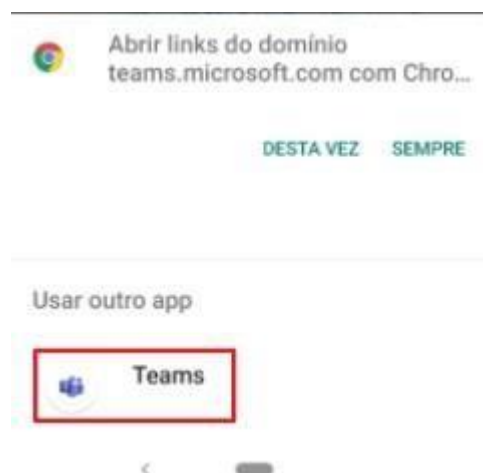 Abrir links do domínio
teams.microsoft.com com Chro...
DESTA VEZ SEMPRE
Usar outro app
Teams